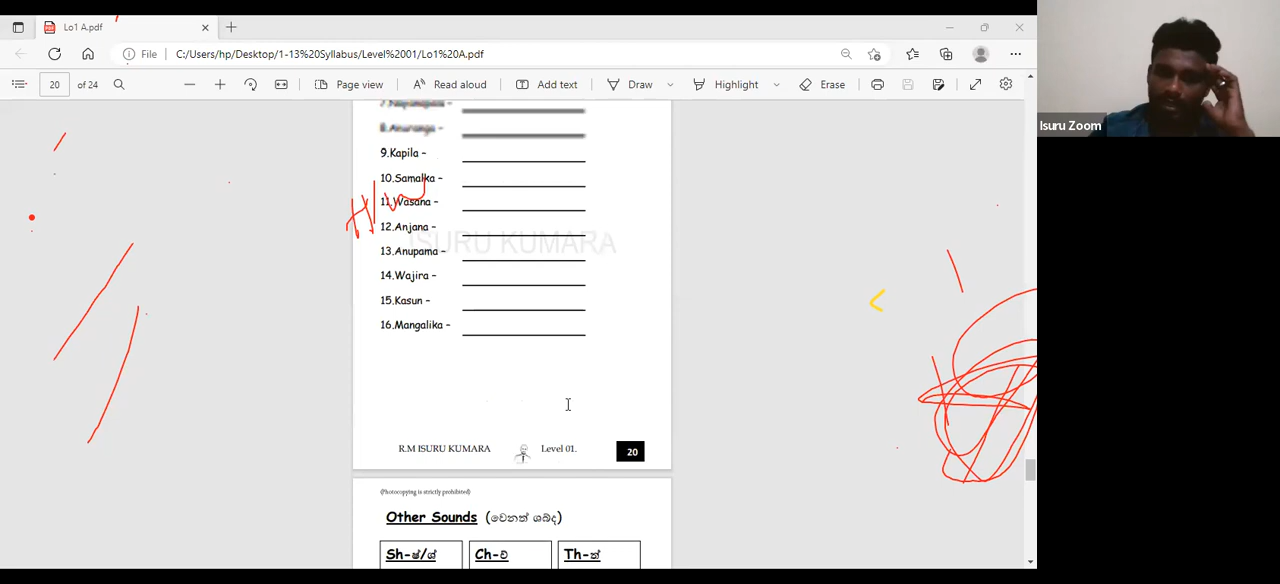 Lo1 A.pdf
File C:/Users/hp/Desktop/1-13%20Syllabus/Level%2001/Lo1%20A.pdf
20 of 24 Page view Read aloud Add text Draw Highlight Erase
8.Anuranga -
9.Kapila -
10.Samalka -
H/W
11.Wasana -
12.Anjana -
ISURU KUMARA
13.Anupama -
14.Wajira -
15.Kasun -
16.Mangalika -
R.M ISURU KUMARA Level 01. 20
(Photocopying is strictly prohibited)
Other Sounds (වෙනත් ශබ්ද)
Sh-ෂ්/ශ් Ch-ච් Th-ත්
Isuru Zoom